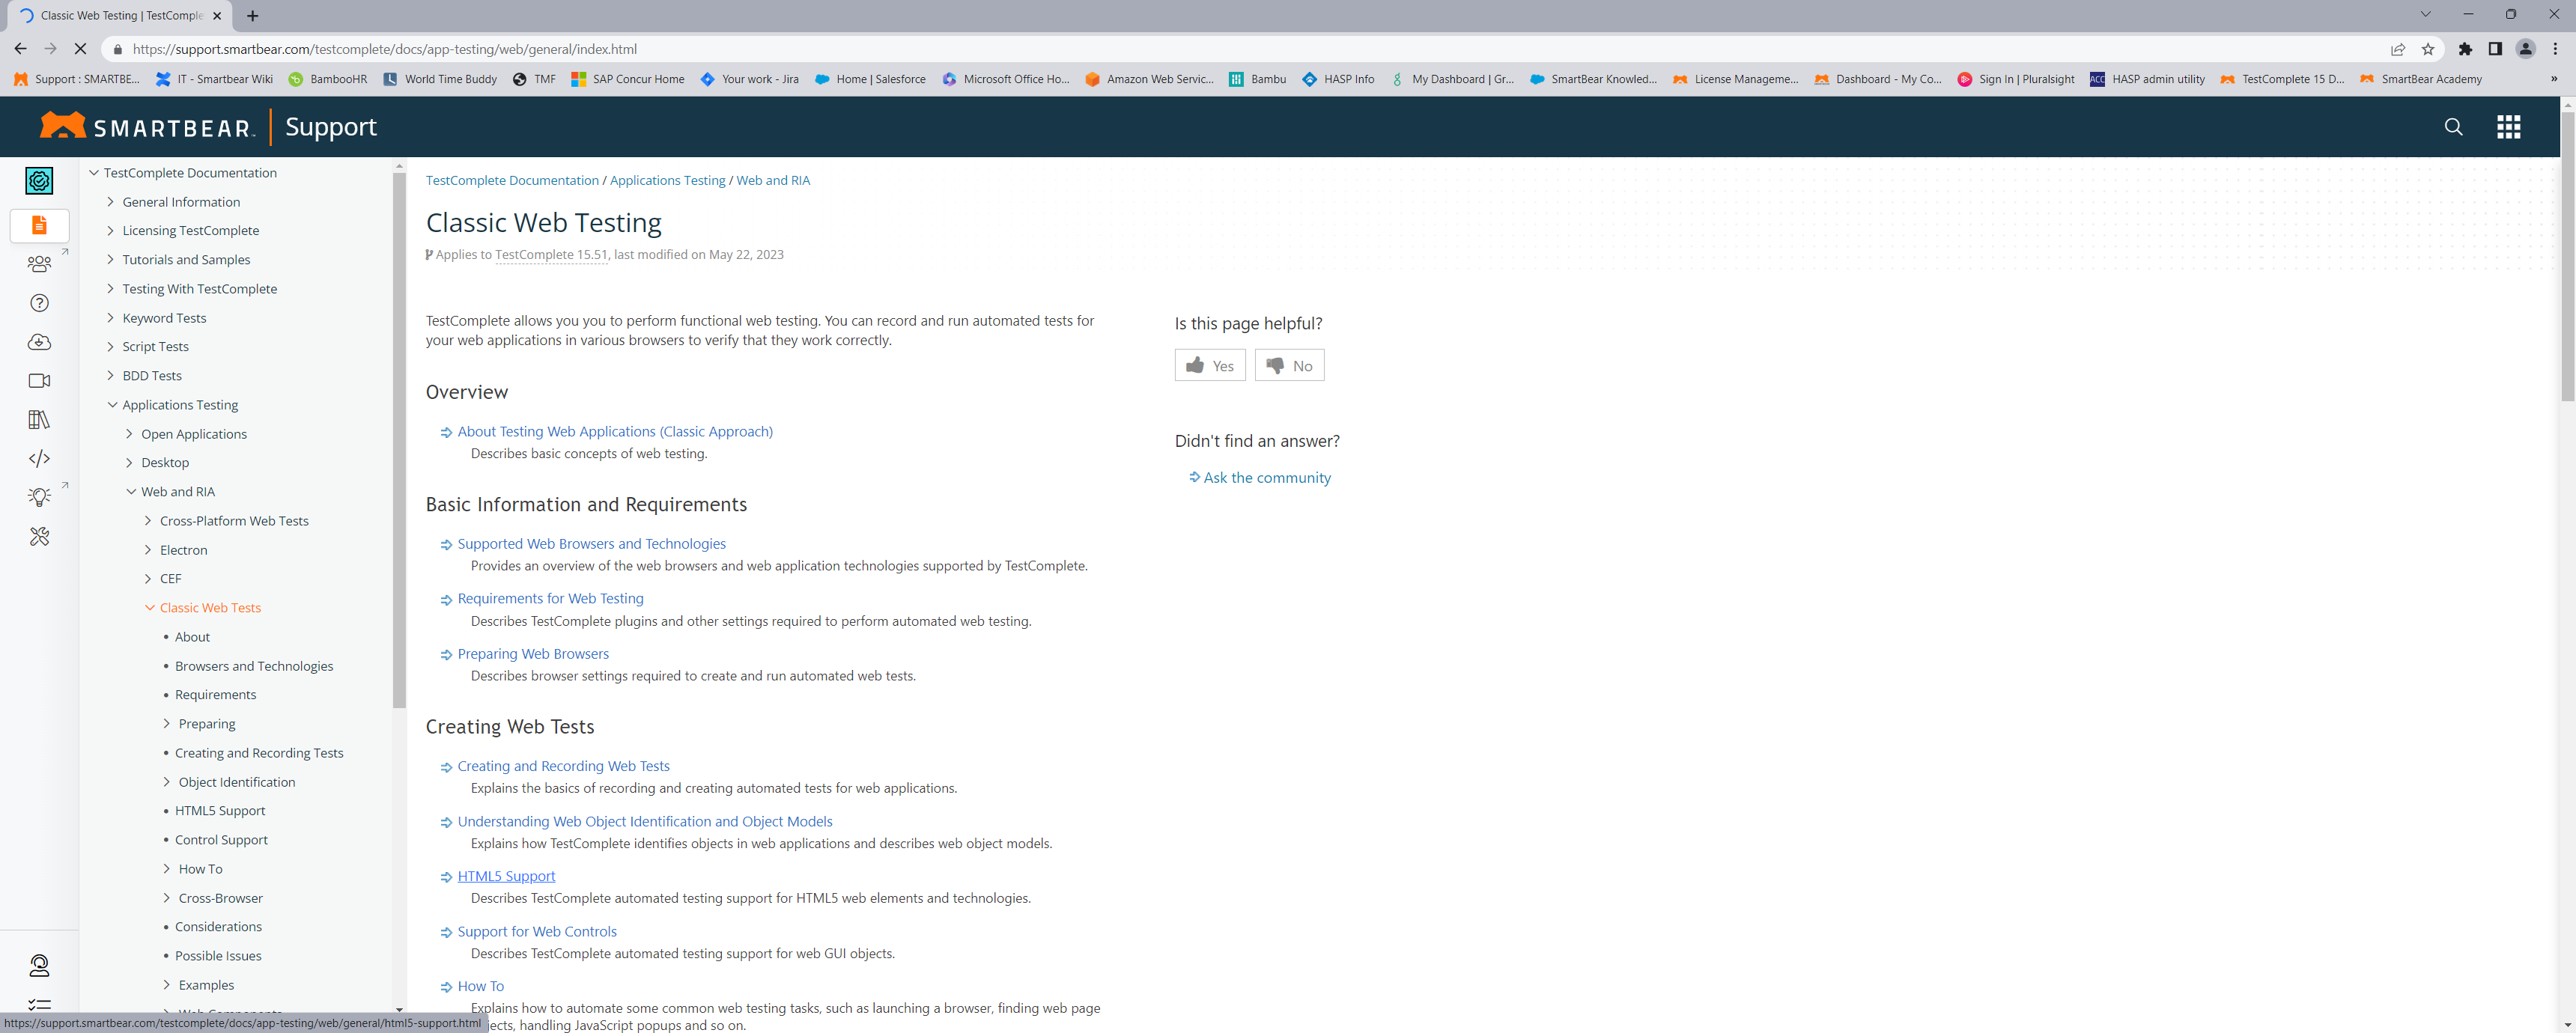 Classic Web Testing | TestComple
https://support.smartbear.com/testcomplete/docs/app-testing/web/general/index.html
Support : SMARTBE...
IT - Smartbear Wiki
BambooHR
World Time Buddy
TMF
SAP Concur Home
Your work - Jira
Home | Salesforce
Microsoft Office Ho...
Amazon Web Servic...
Bambu
HASP Info
My Dashboard | Gr...
SmartBear Knowled...
License Manageme...
Dashboard - My Co...
Sign In | Pluralsight
ACC
HASP admin utility
TestComplete 15 D...
SmartBear Academy
»
SMARTBEAR
Support
TestComplete Documentation
General Information
Licensing TestComplete
Tutorials and Samples
Testing With TestComplete
Keyword Tests
Script Tests
BDD Tests
Applications Testing
Open Applications
Desktop
Web and RIA
Cross-Platform Web Tests
Electron
CEF
Classic Web Tests
• About
• Browsers and Technologies
• Requirements
Preparing
• Creating and Recording Tests
Object Identification
• HTML5 Support
• Control Support
How To
Cross-Browser
• Considerations
• Possible Issues
Examples
TestComplete Documentation / Applications Testing / Web and RIA
Classic Web Testing
Applies to TestComplete 15.51, last modified on May 22, 2023
TestComplete allows you you to perform functional web testing. You can record and run automated tests for
your web applications in various browsers to verify that they work correctly.
Overview
About Testing Web Applications (Classic Approach)
Describes basic concepts of web testing.
Basic Information and Requirements
Supported Web Browsers and Technologies
Provides an overview of the web browsers and web application technologies supported by TestComplete.
Requirements for Web Testing
Describes TestComplete plugins and other settings required to perform automated web testing.
Preparing Web Browsers
Describes browser settings required to create and run automated web tests.
Creating Web Tests
Creating and Recording Web Tests
Explains the basics of recording and creating automated tests for web applications.
Understanding Web Object Identification and Object Models
Explains how TestComplete identifies objects in web applications and describes web object models.
HTML5 Support
Describes TestComplete automated testing support for HTML5 web elements and technologies.
Support for Web Controls
Describes TestComplete automated testing support for web GUI objects.
How To
Explains how to automate some common web testing tasks, such as launching a browser, finding web page
jects, handling JavaScript popups and so on.
Is this page helpful?
Yes
No
Didn't find an answer?
Ask the community
https://support.smartbear.com/testcomplete/docs/app-testing/web/general/html5-support.html